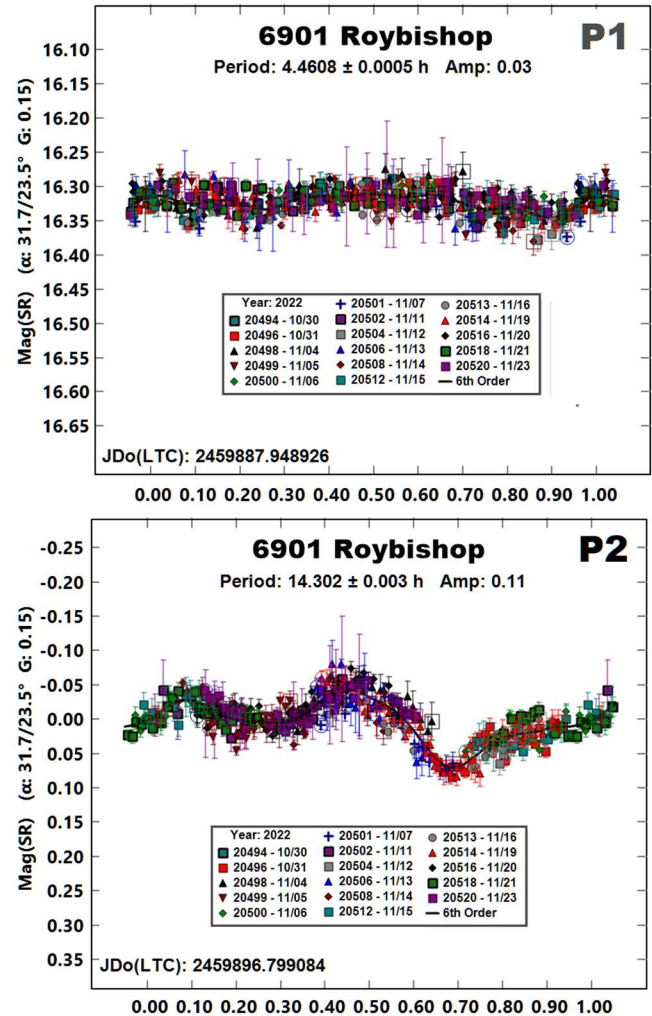 6901 Roybishop P1
Period: 4.4608 ± 0.0005 h Amp: 0.03
16.10
16.15
16.20
16.25
16.30
16.35
16.40
16.45
16.50
16.55
16.60
16.65
Mag(SR) (α: 31.7/23.5° G: 0.15)
Year: 2022
20494 - 10/30
20496 - 10/31
20498 - 11/04
20499 - 11/05
20500 - 11/06
20501 - 11/07
20502 - 11/11
20504 - 11/12
20506 - 11/13
20508 - 11/14
20512 - 11/15
20513 - 11/16
20514 - 11/19
20516 - 11/20
20518 - 11/21
20520 - 11/23
6th Order
JDo(LTC): 2459887.948926
0.00 0.10 0.20 0.30 0.40 0.50 0.60 0.70 0.80 0.90 1.00
6901 Roybishop P2
Period: 14.302 ± 0.003 h Amp: 0.11
-0.25
-0.20
-0.15
-0.10
-0.05
0.00
0.05
0.10
0.15
0.20
0.25
0.30
0.35
Mag(SR) (α: 31.7/23.5° G: 0.15)
Year: 2022
20494 - 10/30
20496 - 10/31
20498 - 11/04
20499 - 11/05
20500 - 11/06
20501 - 11/07
20502 - 11/11
20504 - 11/12
20506 - 11/13
20508 - 11/14
20512 - 11/15
20513 - 11/16
20514 - 11/19
20516 - 11/20
20518 - 11/21
20520 - 11/23
6th Order
JDo(LTC): 2459896.799084
0.00 0.10 0.20 0.30 0.40 0.50 0.60 0.70 0.80 0.90 1.00